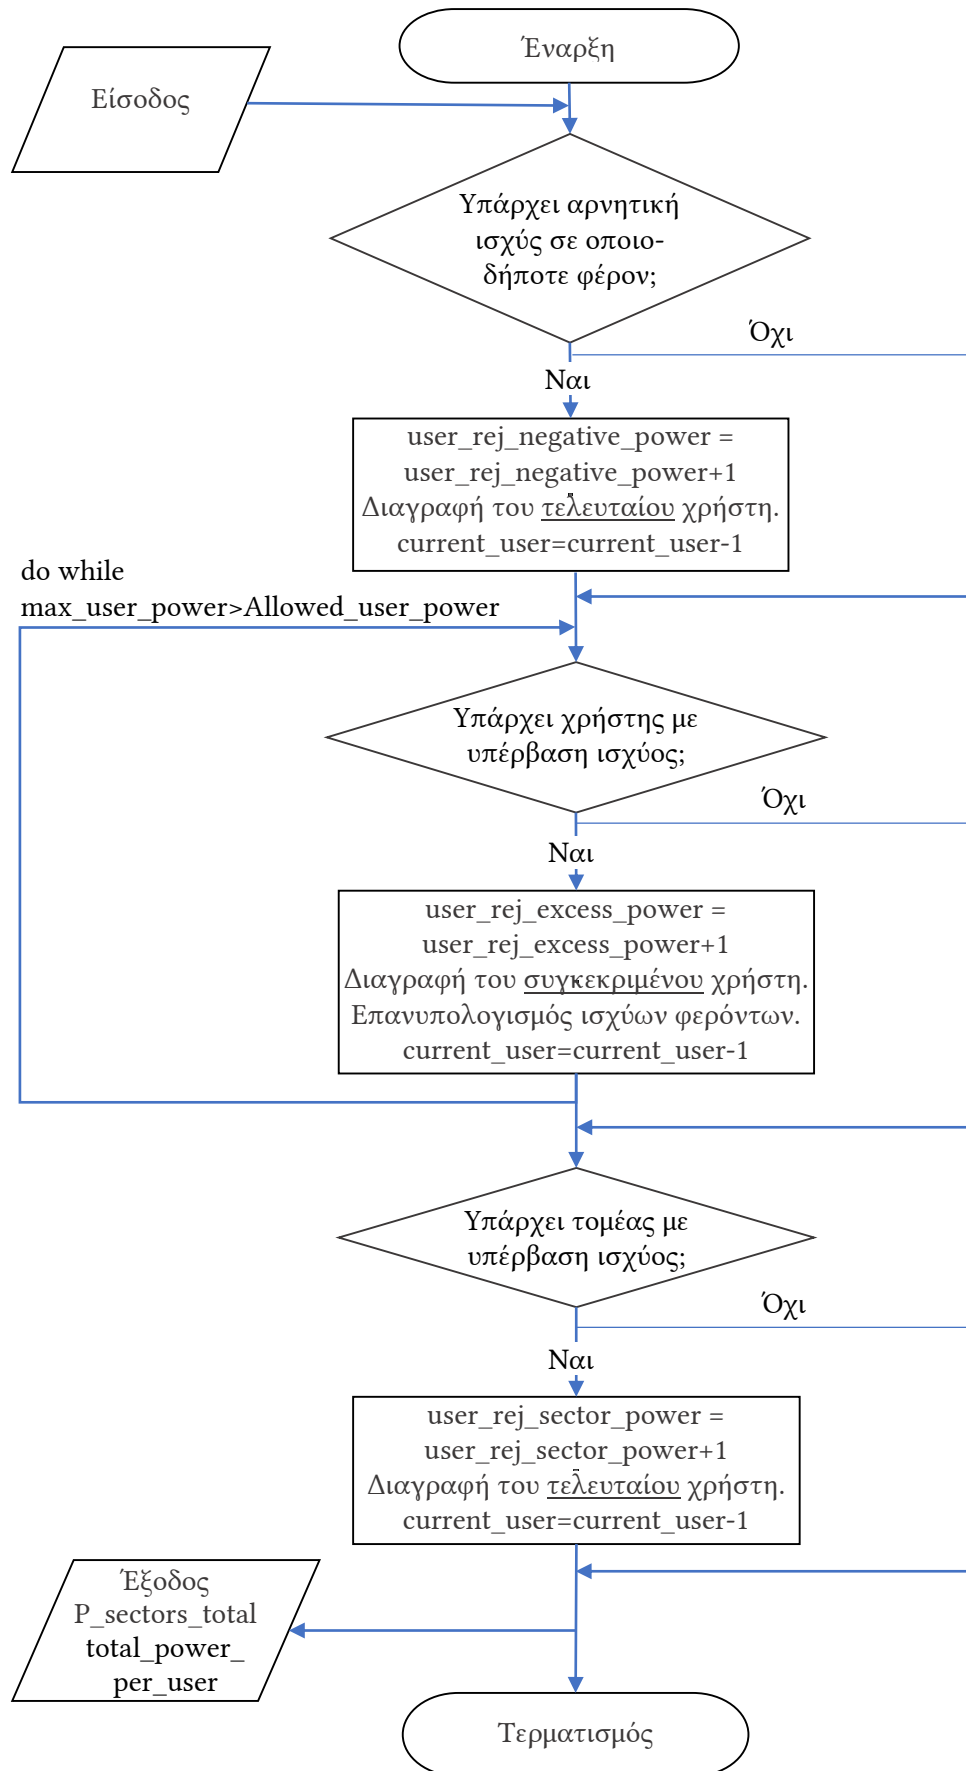 Έναρξη
Είσοδος
Υπάρχει αρνητική
ισχύς σε οποιο-
δήποτε φέρον;
Όχι
Ναι
user_rej_negative_power =
user_rej_negative_power+1
Διαγραφή του τελευταίου χρήστη.
current_user=current_user-1
do while
max_user_power>Allowed_user_power
Υπάρχει χρήστης με
υπέρβαση ισχύος;
Όχι
Ναι
user_rej_excess_power =
user_rej_excess_power+1
Διαγραφή του συγκεκριμένου χρήστη.
Επανυπολογισμός ισχύων φερόντων.
current_user=current_user-1
Υπάρχει τομέας με
υπέρβαση ισχύος;
Όχι
Ναι
user_rej_sector_power =
user_rej_sector_power+1
Διαγραφή του τελευταίου χρήστη.
current_user=current_user-1
Έξοδος
P_sectors_total
total_power_
per_user
Τερματισμός